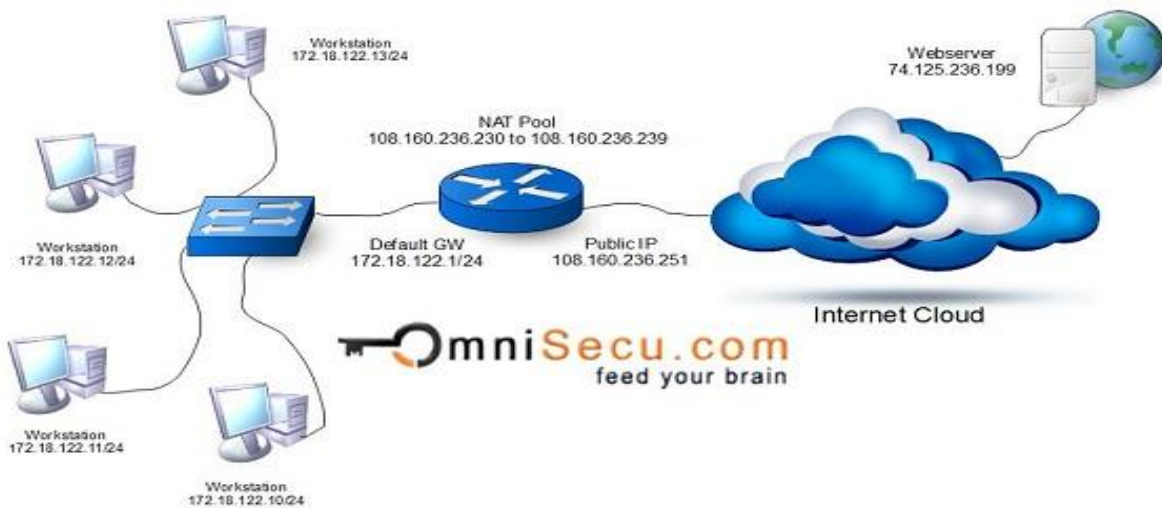 Workstation
172.18.122.13/24
Webserver
74.125.236.199
NAT Pool
108.160.236.230 to 108.160.236.239
Workstation
172.18.122.12/24
Default GW
172.18.122.1/24
Public IP
108.160.236.251
Internet Cloud
OmniSecu.com
feed your brain
Workstation
172.18.122.11/24
Workstation
172.18.122.10/24